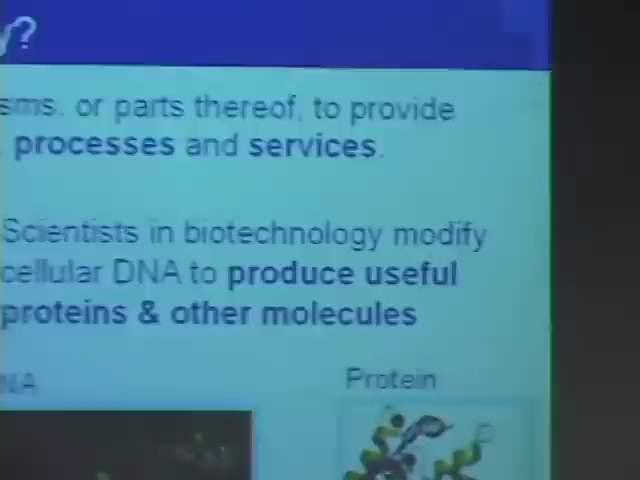 y?
sms, or parts thereof, to provide
processes and services.
Scientists in biotechnology modify
cellular DNA to produce useful
proteins & other molecules
NA
Protein